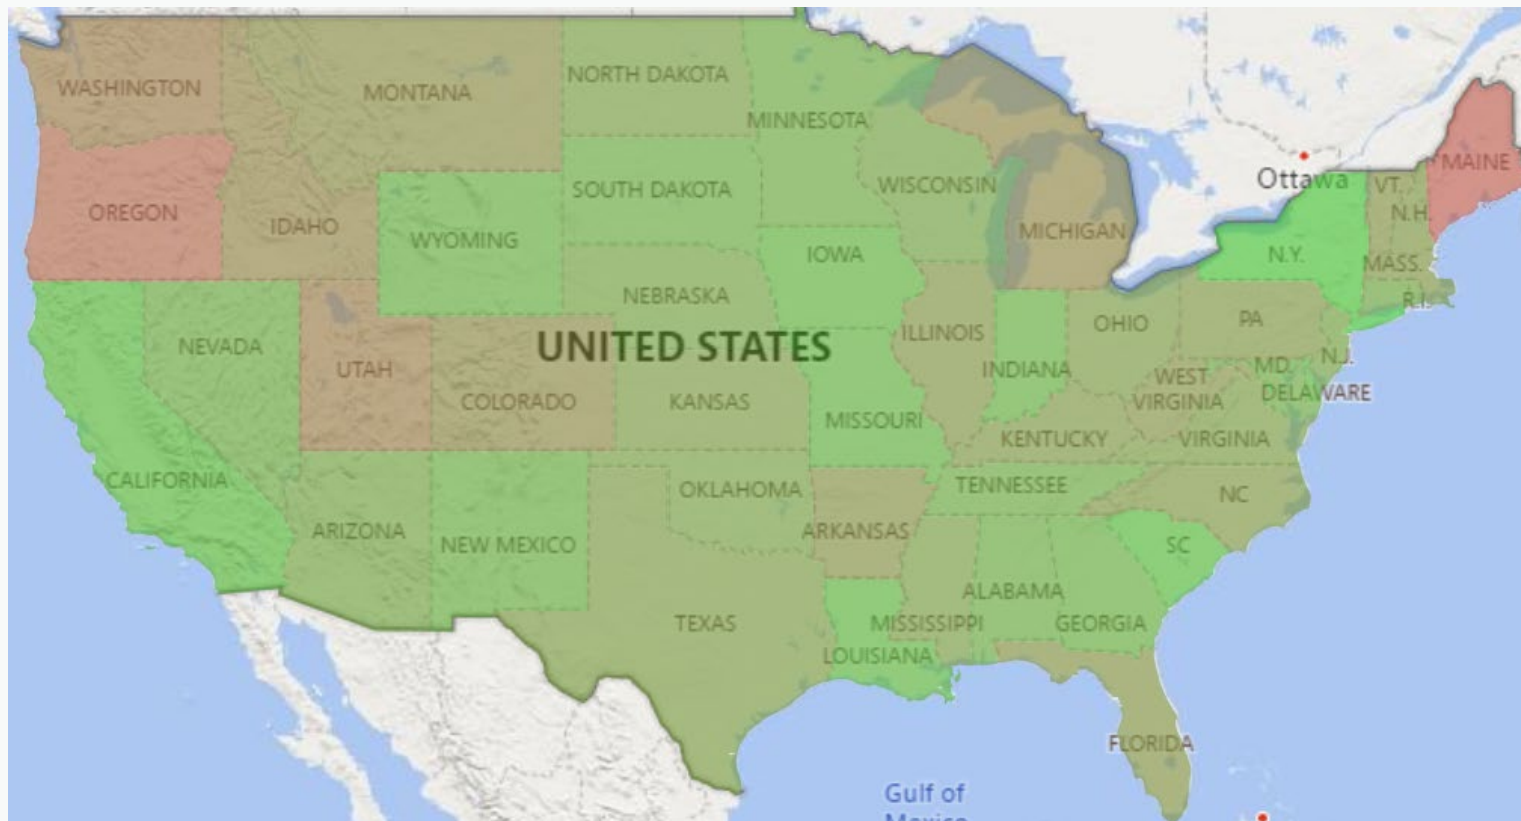 NORTH DAKOTA
WASHINGTON
MONTANA
MINNESOTA
MAINE
Ottawa
VT.
WISCONSIN
SOUTH DAKOTA
OREGON
N.H.
IDAHO
MICHIGAN
WYOMING
IOWA
N.Y.
MASS.
NEBRASKA
R.I.
PA
OHIO
ILLINOIS
NEVADA
UNITED STATES
N.J.
MD.
UTAH
INDIANA
WEST
VIRGINIA
DELAWARE
COLORADO
KANSAS
MISSOURI
KENTUCKY
VIRGINIA
CALIFORNIA
TENNESSEE
OKLAHOMA
NC
ARIZONA
ARKANSAS
NEW MEXICO
SC
ALABAMA
TEXAS
MISSISSIPPI
GEORGIA
LOUISIANA
FLORIDA
Gulf of
Mexico